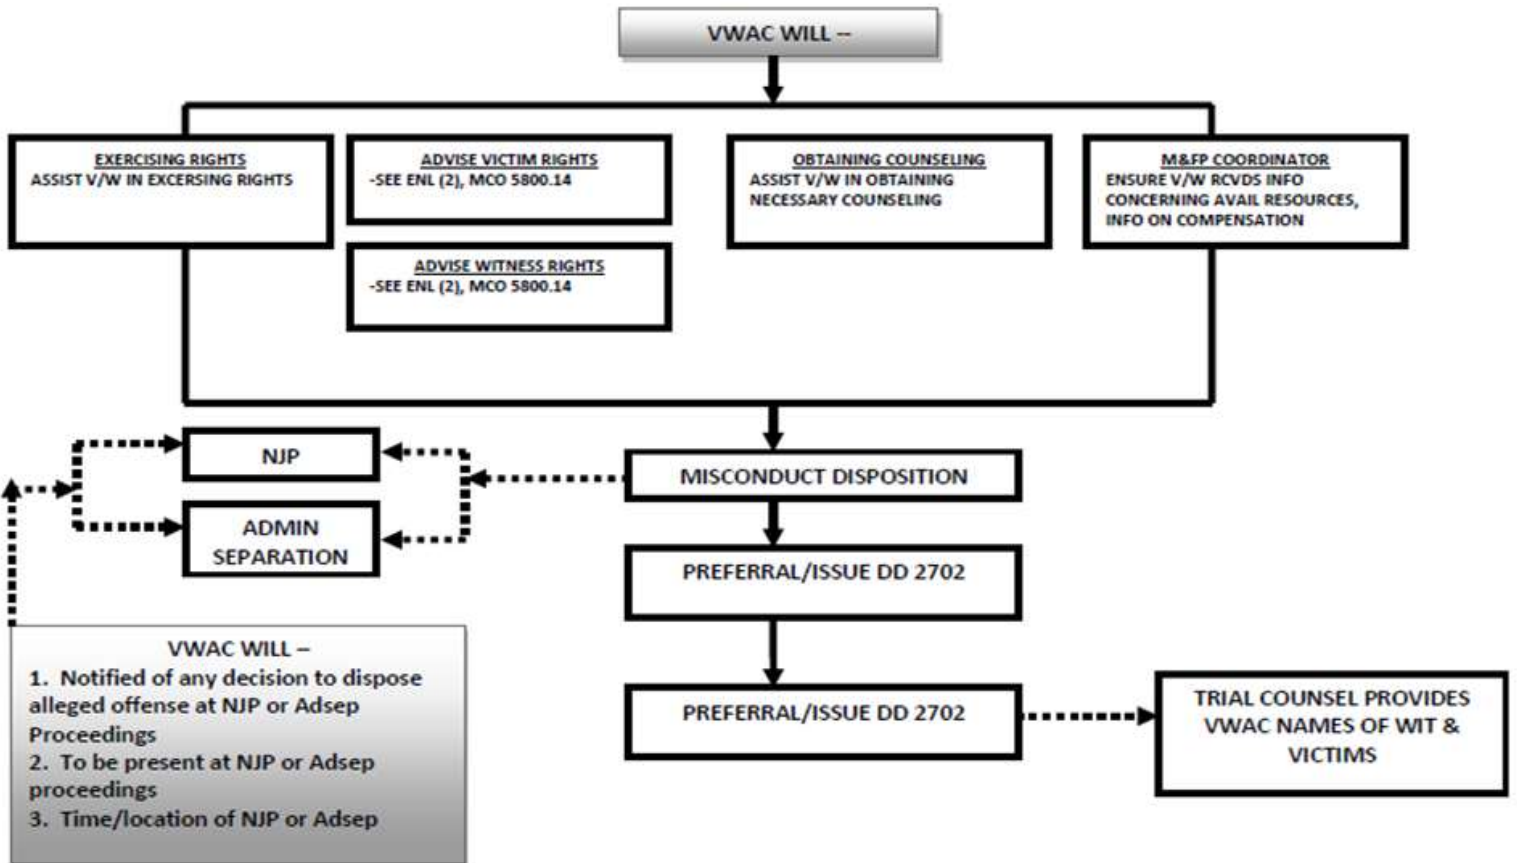 VWAC WILL --
EXERCISING RIGHTS
ASSIST V/W IN EXCERSING RIGHTS
ADVISE VICTIM RIGHTS
-SEE ENL (2), MCO 5800.14
ADVISE WITNESS RIGHTS
-SEE ENL (2), MCO 5800.14
OBTAINING COUNSELING
ASSIST V/W IN OBTAINING
NECESSARY COUNSELING
M&FP COORDINATOR
ENSURE V/W RCVDS INFO
CONCERNING AVAIL RESOURCES,
INFO ON COMPENSATION
NJP
ADMIN
SEPARATION
MISCONDUCT DISPOSITION
PREFERRAL/ISSUE DD 2702
PREFERRAL/ISSUE DD 2702
TRIAL COUNSEL PROVIDES
VWAC NAMES OF WIT &
VICTIMS
VWAC WILL –
1. Notified of any decision to dispose
alleged offense at NJP or Adsep
Proceedings
2. To be present at NJP or Adsep
proceedings
3. Time/location of NJP or Adsep